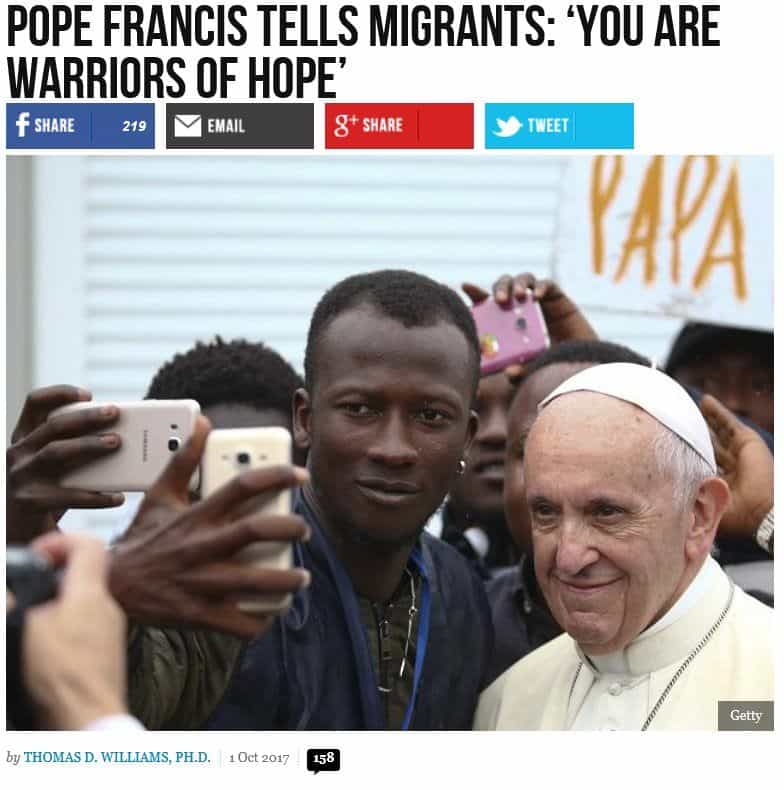 POPE FRANCIS TELLS MIGRANTS: ‘YOU ARE
WARRIORS OF HOPE’
f SHARE 219
EMAIL
g+ SHARE
TWEET
PAPA
SAMSUNG
Getty
by THOMAS D. WILLIAMS, PH.D. 1 Oct 2017 158